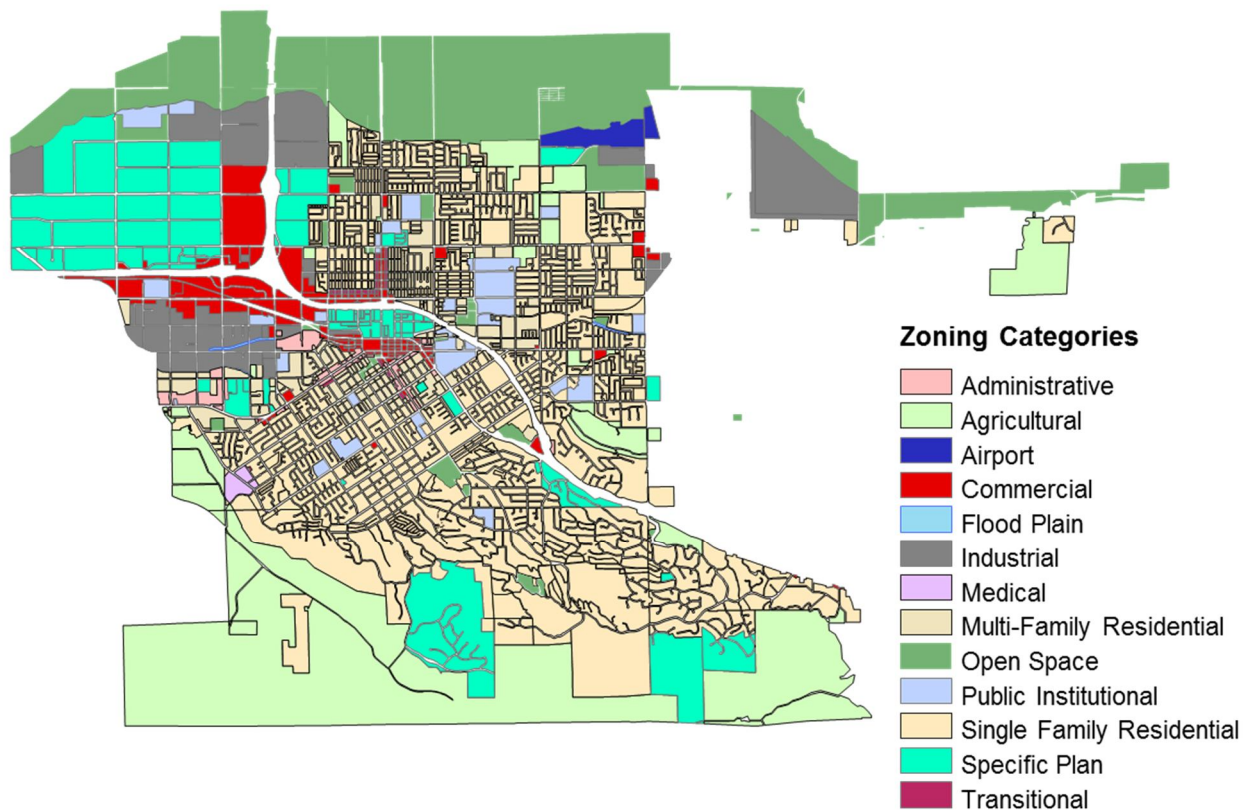 Zoning Categories
Administrative
Agricultural
Airport
Commercial
Flood Plain
Industrial
Medical
Multi-Family Residential
Open Space
Public Institutional
Single Family Residential
Specific Plan
Transitional